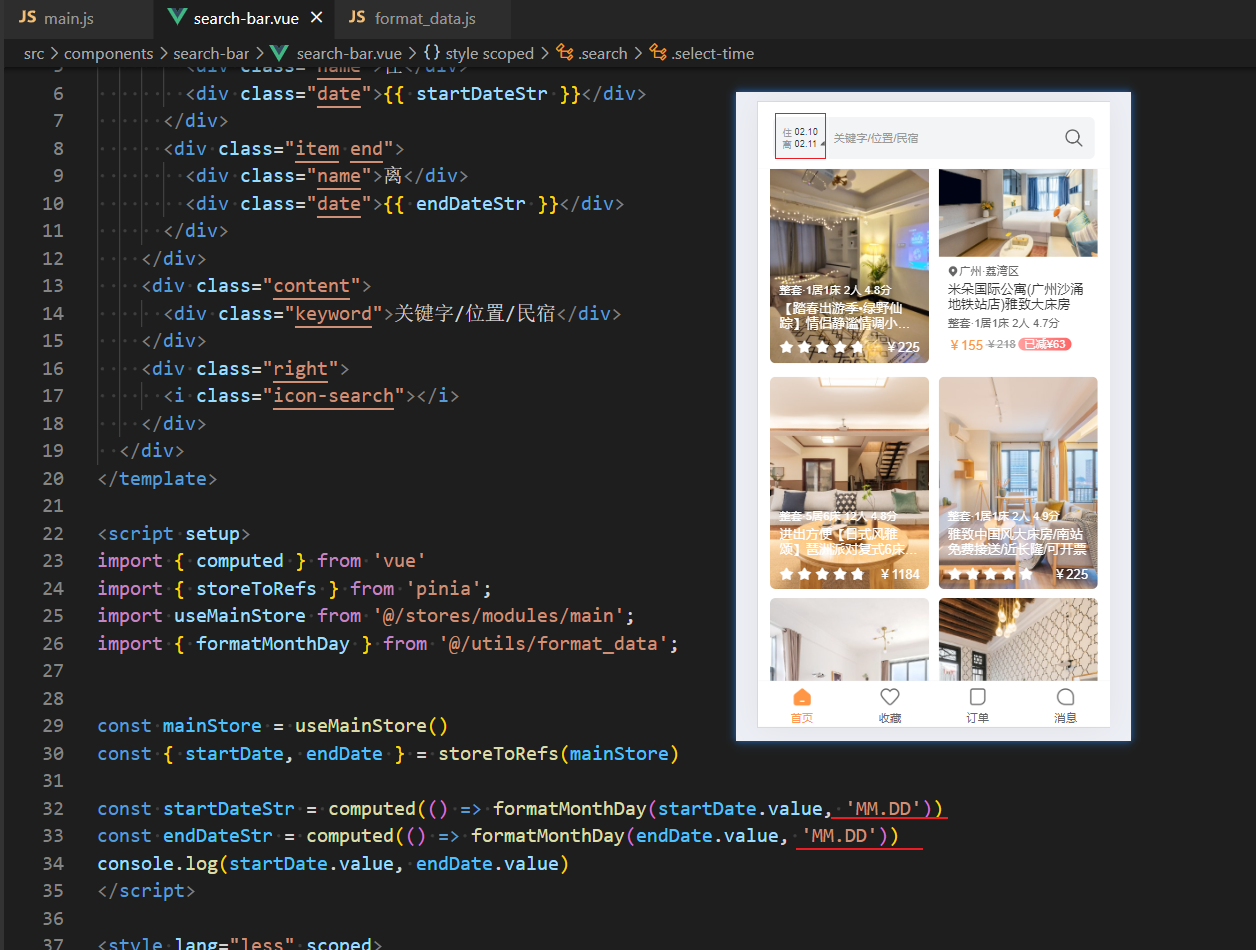 JS main.js
search-bar.vue ×
JS format_data.js
src > components > search-bar > search-bar.vue > {} style scoped > .search > .select-time
5 <div class="name">住</div>
6 <div class="date">{{ startDateStr }}</div>
7 </div>
8 <div class="item end">
9 <div class="name">离</div>
10 <div class="date">{{ endDateStr }}</div>
11 </div>
12 </div>
13 <div class="content">
14 <div class="keyword">关键字/位置/民宿</div>
15 </div>
16 <div class="right">
17 <i class="icon-search"></i>
18 </div>
19 </div>
20 </template>
21
22 <script setup>
23 import { computed } from 'vue'
24 import { storeToRefs } from 'pinia';
25 import useMainStore from '@/stores/modules/main';
26 import { formatMonthDay } from '@/utils/format_data';
27
28
29 const mainStore = useMainStore()
30 const { startDate, endDate } = storeToRefs(mainStore)
31
32 const startDateStr = computed(() => formatMonthDay(startDate.value, 'MM.DD'))
33 const endDateStr = computed(() => formatMonthDay(endDate.value, 'MM.DD'))
34 console.log(startDate.value, endDate.value)
35 </script>
36
37 <style lang="less" scoped>
住 02.10
离 02.11
关键字/位置/民宿
整套·1居1床 2人 4.8分
【踏春出游季·绿野仙
踪】情侣静谧情调小…
¥225
广州·荔湾区
米朵国际公寓(广州沙涌
地铁站店)雅致大床房
整套·1居1床 2人 4.7分
¥155 ¥218 已减¥63
整套·5居6床 12人 4.8分
进出方便【日式风雅
颂】琶洲派对复式6床…
¥1184
整套·1居1床 2人 4.9分
雅致中国风大床房/南站
免费接送/近长隆/可开票
¥225
首页
收藏
订单
消息